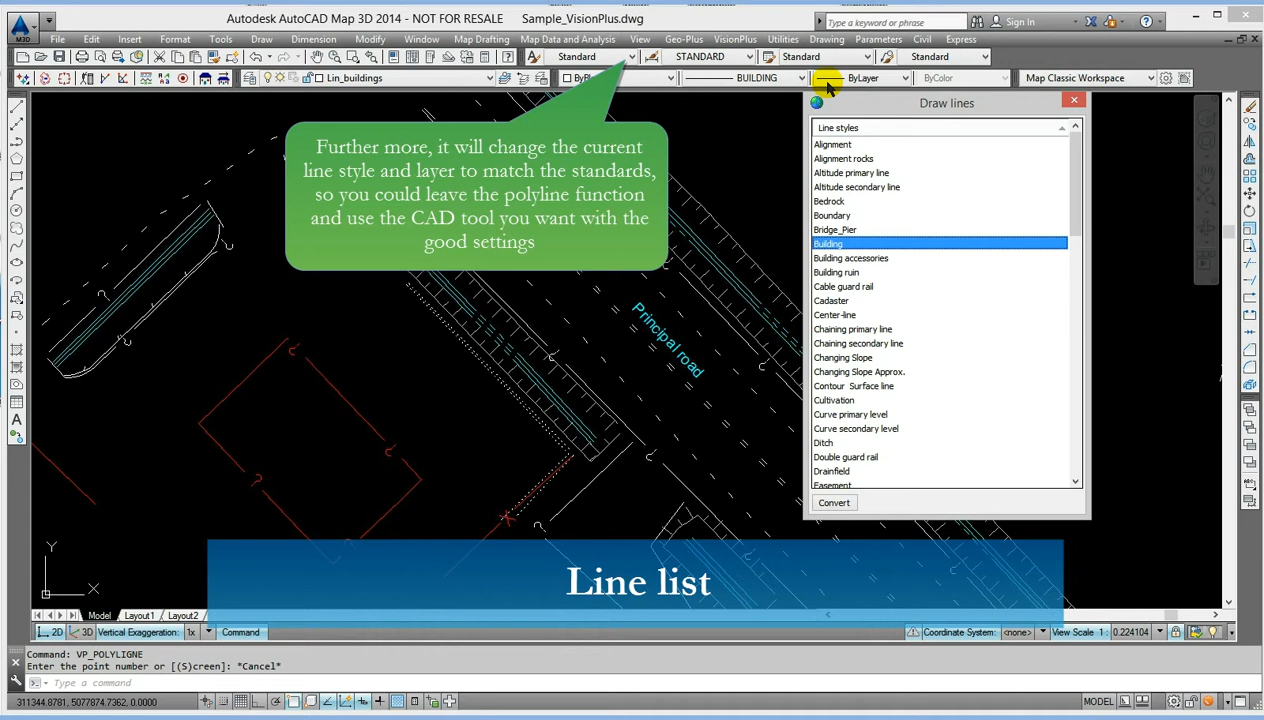 Autodesk AutoCAD Map 3D 2014 - NOT FOR RESALE Sample_VisionPlus.dwg
Type a keyword or phrase
Sign In
M3D
File Edit Insert Format Tools Draw Dimension Modify Window Map Drafting Map Data and Analysis View Geo-Plus VisionPlus Utilities Drawing Parameters Civil Express
Standard STANDARD Standard Standard
Lin_buildings BUILDING ByLayer ByColor Map Classic Workspace
Draw lines
Line styles
Alignment
Alignment rocks
Altitude primary line
Altitude secondary line
Bedrock
Boundary
Bridge_Pier
Building
Building accessories
Building ruin
Cable guard rail
Cadaster
Center-line
Chaining primary line
Chaining secondary line
Changing Slope
Changing Slope Approx.
Contour Surface line
Cultivation
Curve primary level
Curve secondary level
Ditch
Double guard rail
Drainfield
Easement
Convert
Further more, it will change the current
line style and layer to match the standards,
so you could leave the polyline function
and use the CAD tool you want with the
good settings
Principal road
Y
X
Line list
Model Layout1 Layout2
2D 3D Vertical Exaggeration: 1x Command
Coordinate System: <none> View Scale 1 : 0.224104
Command: VP_POLYLIGNE
Enter the point number or [(S)creen]: *Cancel*
Type a command
311344.8781, 5077874.7362, 0.0000
MODEL